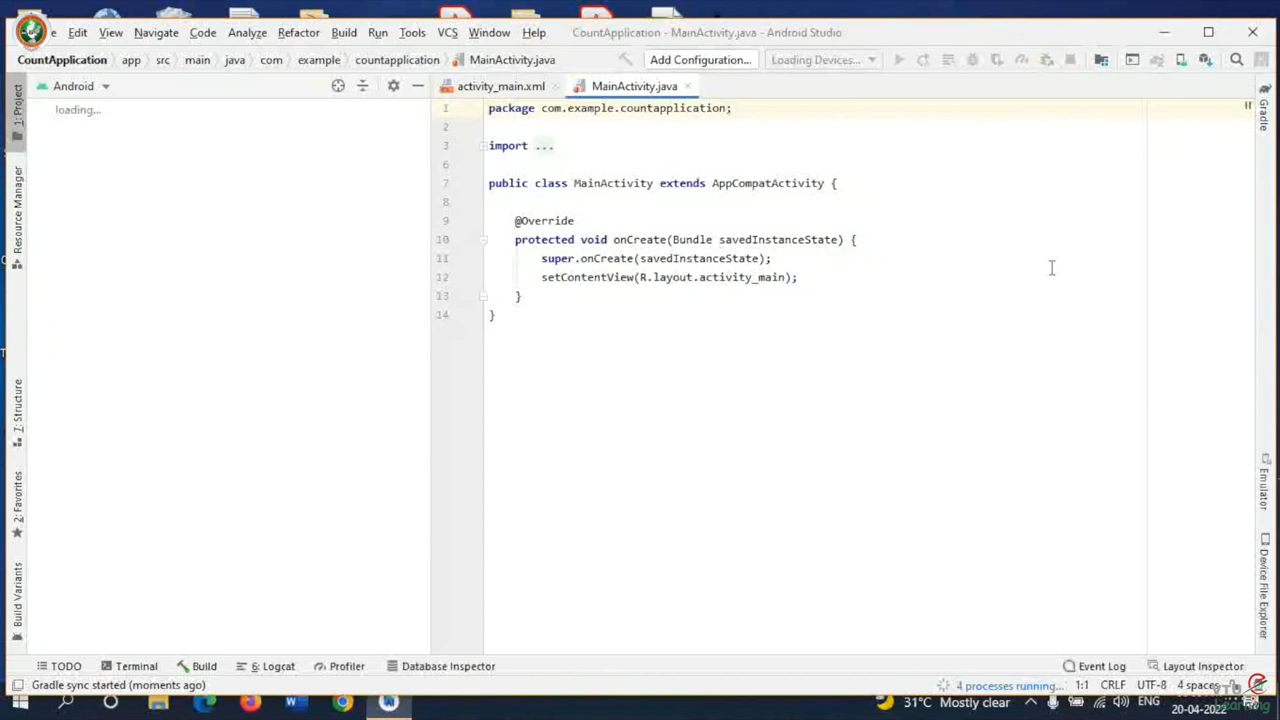 Edit View Navigate Code Analyze Refactor Build Run Tools VCS Window Help CountApplication - MainActivity.java - Android Studio
CountApplication app src main java com example countapplication MainActivity.java Add Configuration... Loading Devices...
Android
activity_main.xml MainActivity.java
loading...
1: Project
Resource Manager
7: Structure
2: Favorites
Build Variants
1 package com.example.countapplication;
2
3 import ...
6
7 public class MainActivity extends AppCompatActivity {
8
9 @Override
10 protected void onCreate(Bundle savedInstanceState) {
11 super.onCreate(savedInstanceState);
12 setContentView(R.layout.activity_main);
13 }
14 }
Gradle
Emulator
Device File Explorer
TODO Terminal Build 6: Logcat Profiler Database Inspector Event Log Layout Inspector
Gradle sync started (moments ago) 4 processes running... 1:1 CRLF UTF-8 4 spaces
31°C Mostly clear ENG
20-04-2022
VTU
Learning